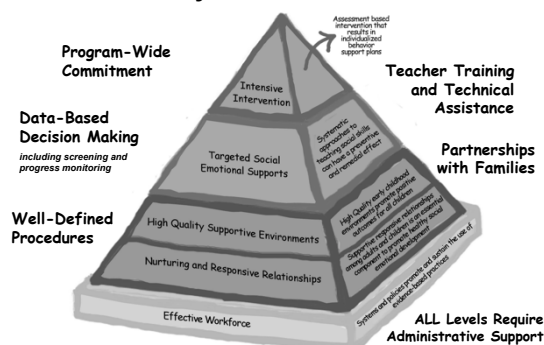 Assessment based
intervention that
results in
individualized
behavior
support plans
Program-Wide
Commitment
Intensive
Intervention
Teacher Training
and Technical
Assistance
Data-Based
Decision Making
including screening and
progress monitoring
Targeted Social
Emotional Supports
Systematic
approaches to
teaching social skills
can have a preventive
and remedial effect
Partnerships
with Families
Well-Defined
Procedures
High Quality Supportive Environments
High Quality early childhood
environments promote positive
outcomes for all children
Nurturing and Responsive Relationships
Supportive responsive relationships
among adults and children is an essential
component to promote healthy social
emotional development
Effective Workforce
Systems and policies promote and sustain the use of
evidence-based practices
ALL Levels Require
Administrative Support